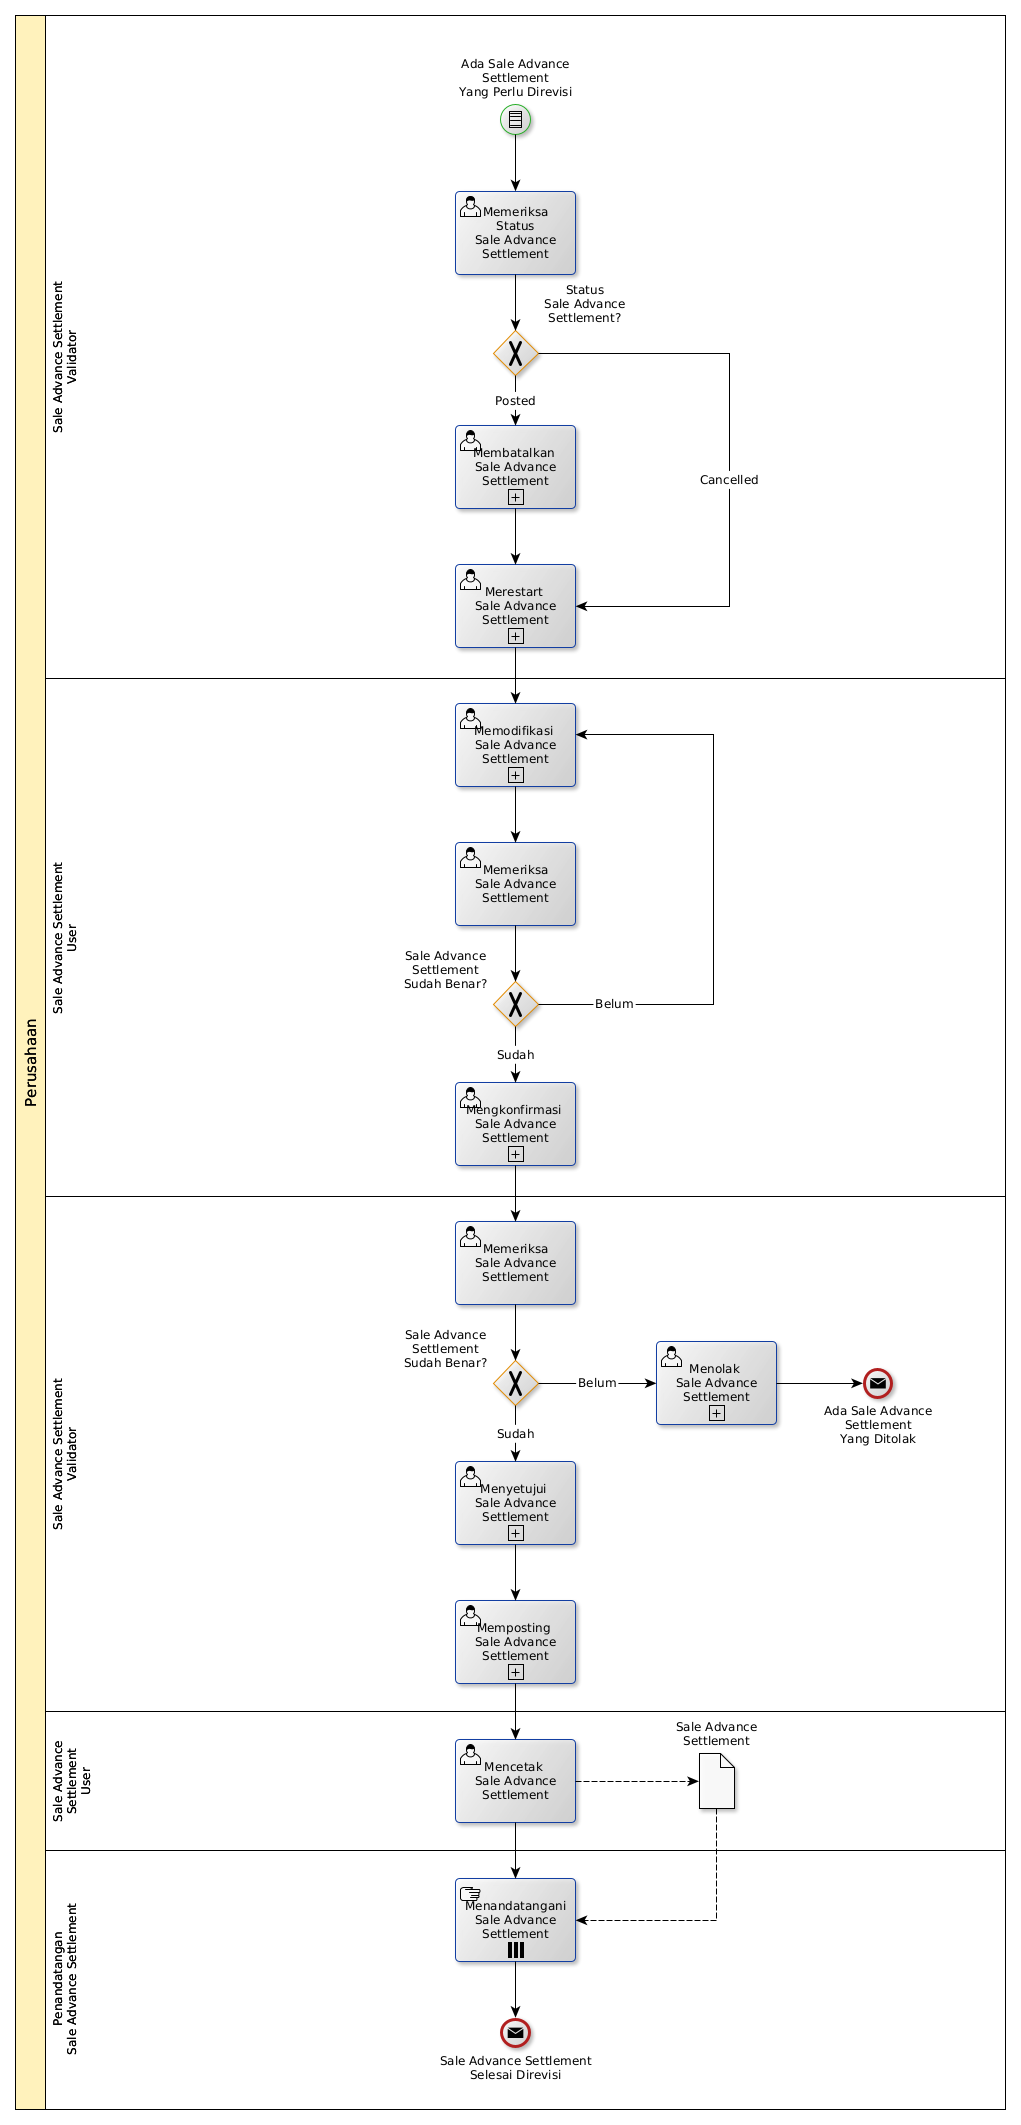 Perusahaan
Sale Advance Settlement
Validator
Ada Sale Advance
Settlement
Yang Perlu Direvisi
Memeriksa
Status
Sale Advance
Settlement
Status
Sale Advance
Settlement?
Posted
Cancelled
Membatalkan
Sale Advance
Settlement
Merestart
Sale Advance
Settlement
Sale Advance Settlement
User
Memodifikasi
Sale Advance
Settlement
Memeriksa
Sale Advance
Settlement
Sale Advance
Settlement
Sudah Benar?
Belum
Sudah
Mengkonfirmasi
Sale Advance
Settlement
Sale Advance Settlement
Validator
Memeriksa
Sale Advance
Settlement
Sale Advance
Settlement
Sudah Benar?
Belum
Menolak
Sale Advance
Settlement
Ada Sale Advance
Settlement
Yang Ditolak
Sudah
Menyetujui
Sale Advance
Settlement
Memposting
Sale Advance
Settlement
Sale Advance
Settlement
User
Mencetak
Sale Advance
Settlement
Sale Advance
Settlement
Penandatangan
Sale Advance Settlement
Menandatangani
Sale Advance
Settlement
Sale Advance Settlement
Selesai Direvisi